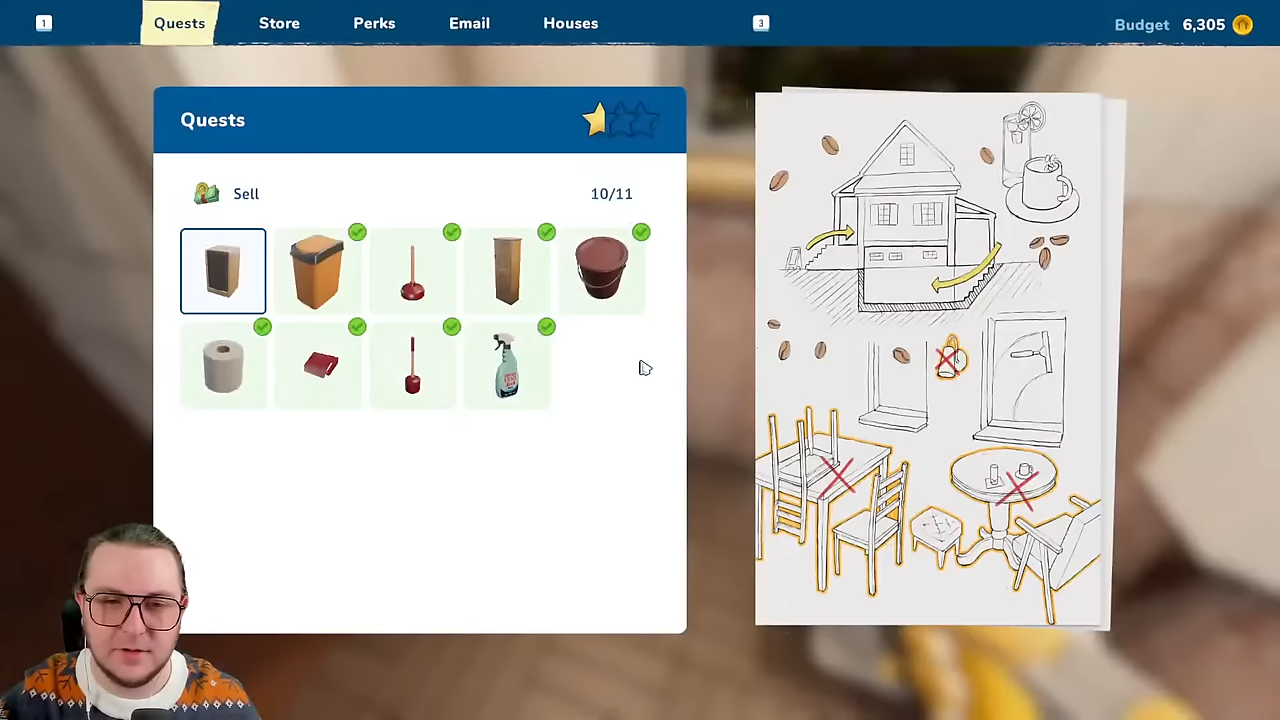 1 Quests Store Perks Email Houses 3 Budget 6,305
Quests
Sell 10/11